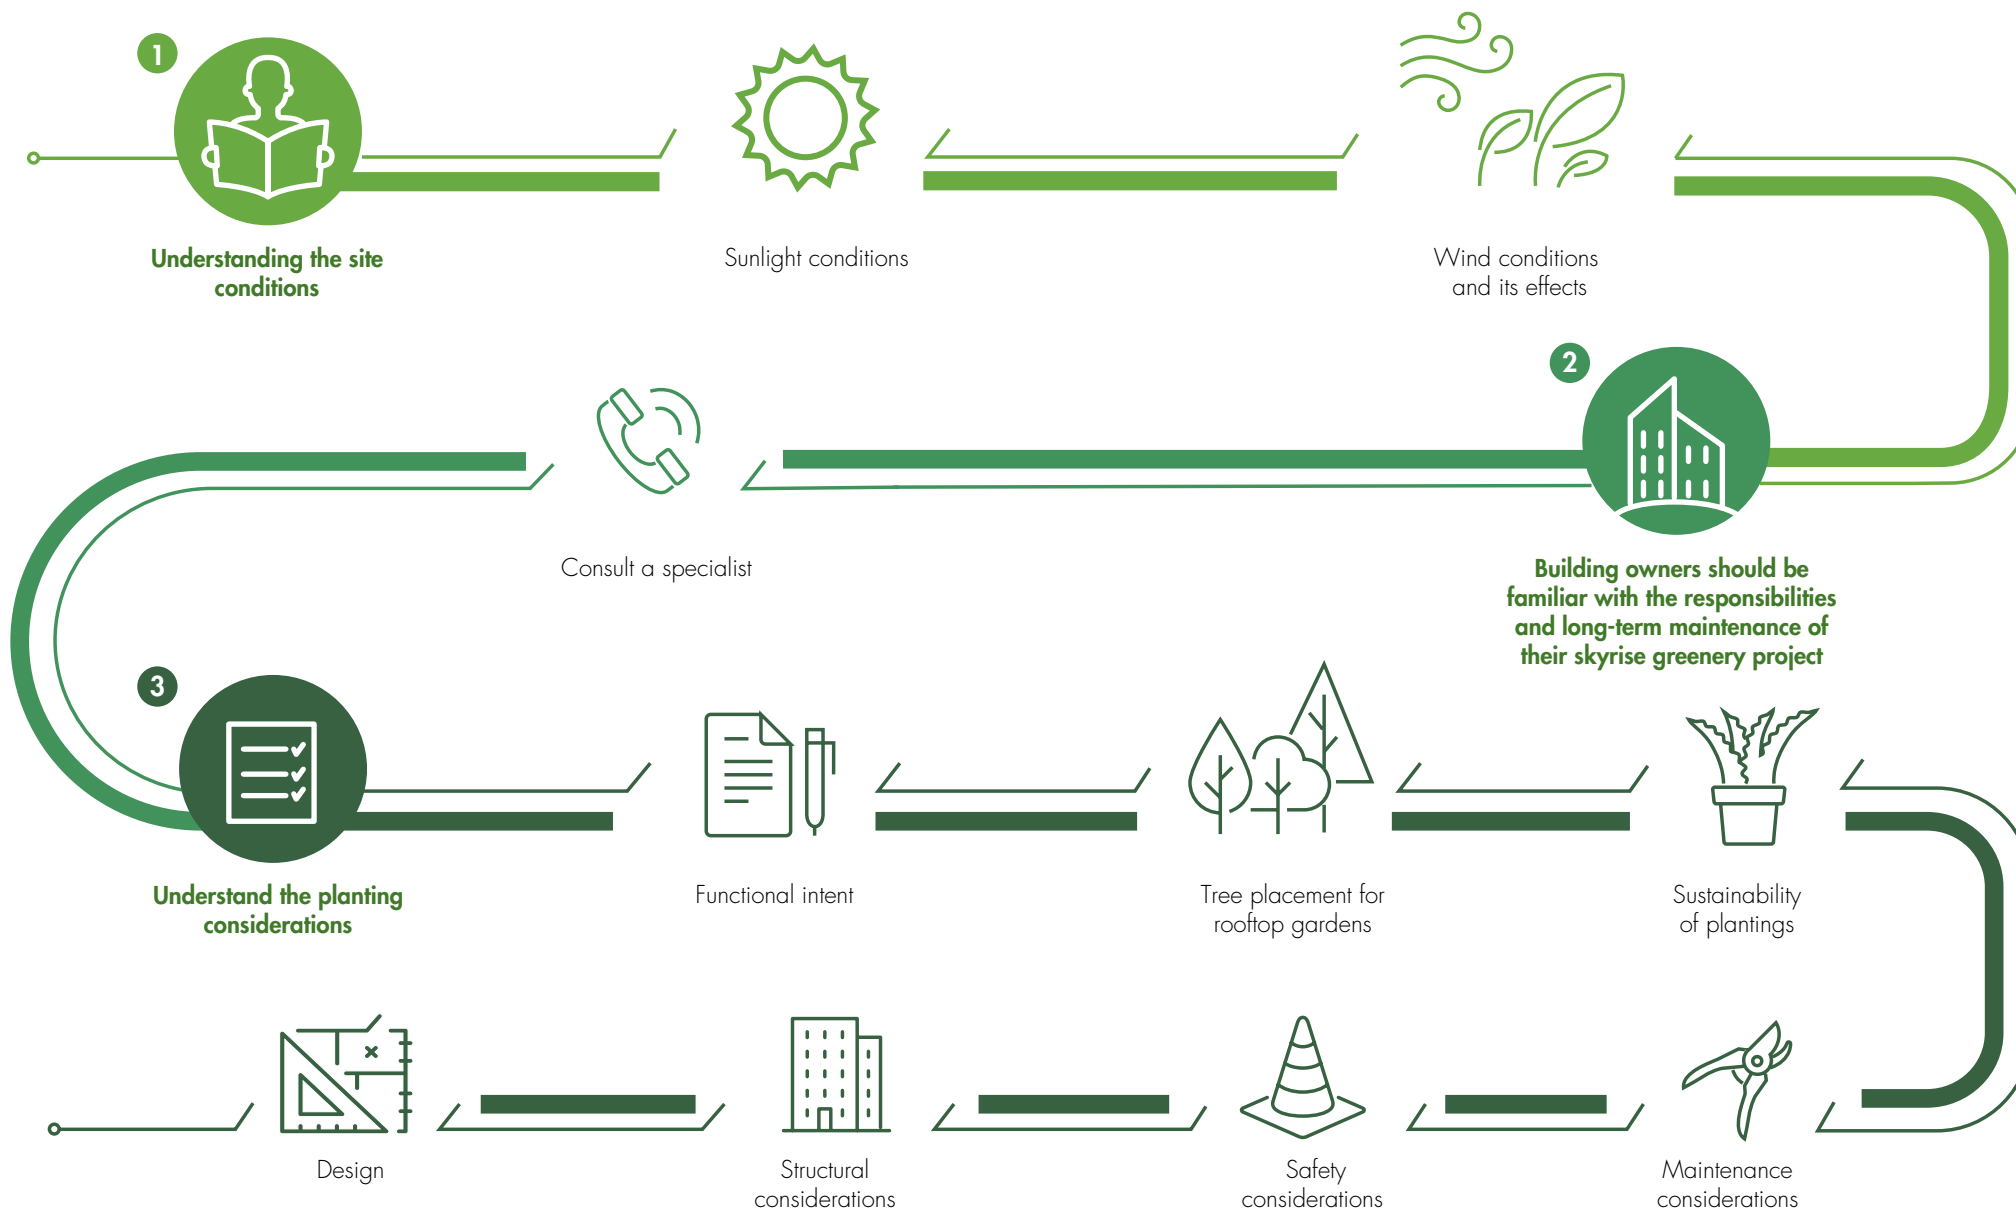 1
Understanding the site
conditions
Sunlight conditions
Wind conditions
and its effects
2
Building owners should be
familiar with the responsibilities
and long-term maintenance of
their skyrise greenery project
Consult a specialist
3
Understand the planting
considerations
Functional intent
Tree placement for
rooftop gardens
Sustainability
of plantings
Maintenance
considerations
Safety
considerations
Structural
considerations
Design